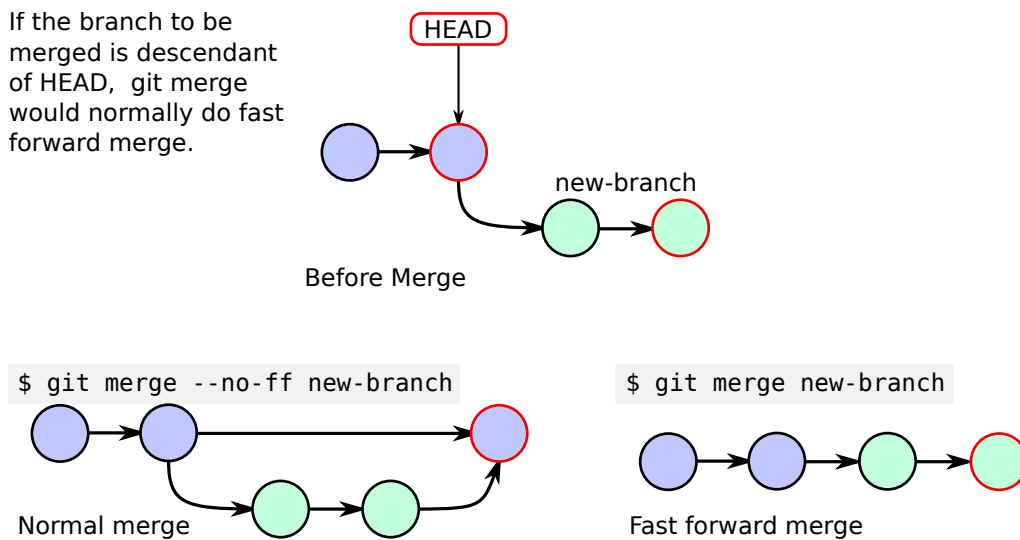 If the branch to be
merged is descendant
of HEAD, git merge
would normally do fast
forward merge.
HEAD
new-branch
Before Merge
$ git merge --no-ff new-branch
Normal merge
$ git merge new-branch
Fast forward merge